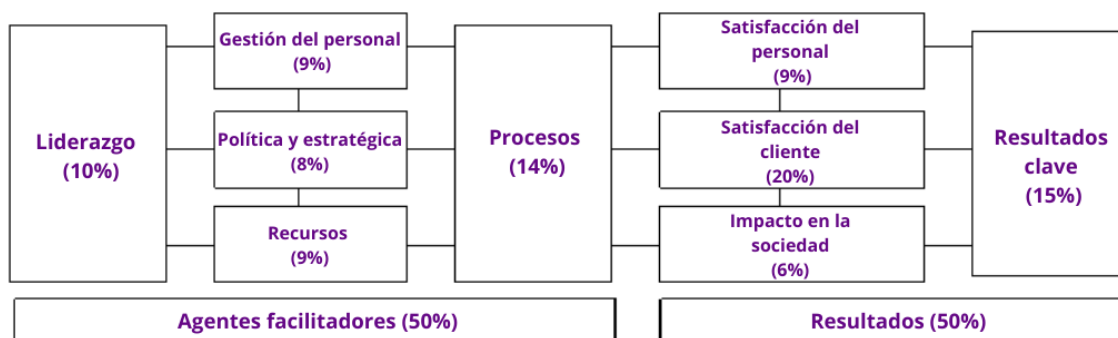 Liderazgo
(10%)
Gestión del personal
(9%)
Política y estratégica
(8%)
Recursos
(9%)
Procesos
(14%)
Satisfacción del
personal
(9%)
Satisfacción del
cliente
(20%)
Impacto en la
sociedad
(6%)
Resultados
clave
(15%)
Agentes facilitadores (50%)
Resultados (50%)